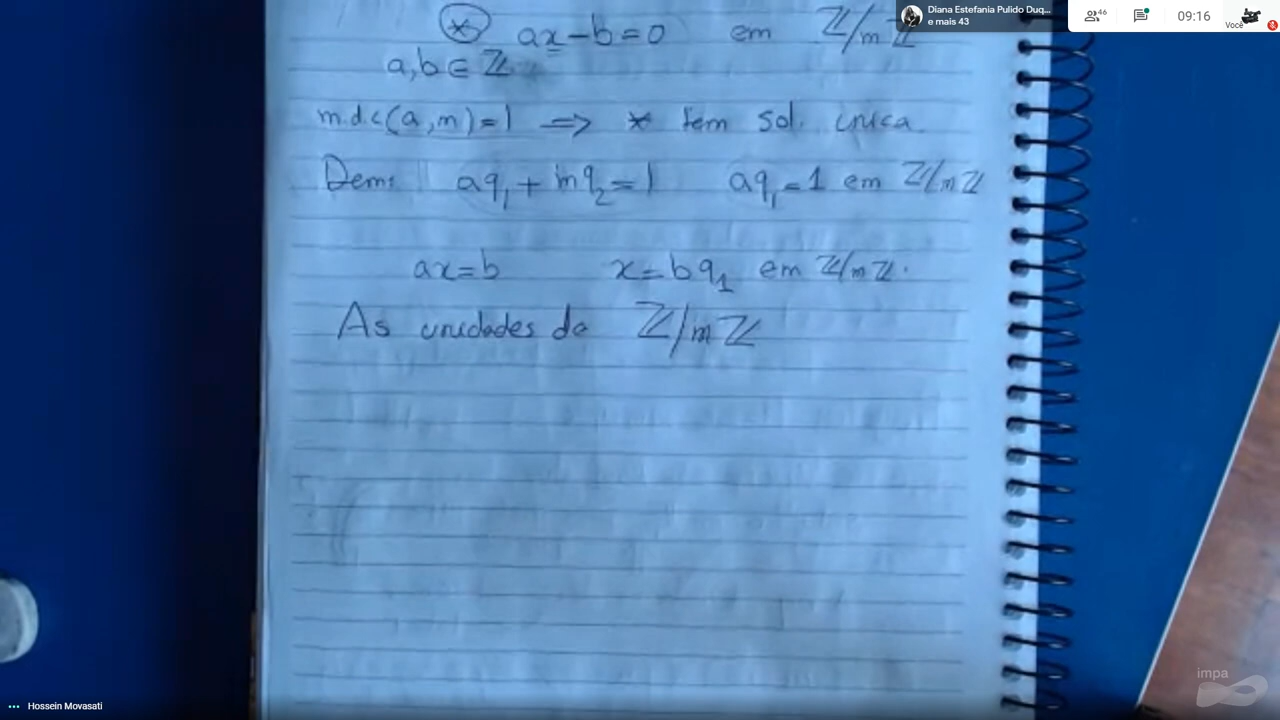 Diana Estefania Pulido Duq...
e mais 43
46
09:16
Você
⊛ ax-b=0 em ℤ/mℤ
a,b∈ℤ
m.d.c(a,m)=1 ⟹ * tem sol. única.
Dem: aq₁+mq₂=1 aq₁=1 em ℤ/mℤ
ax=b x=bq₁ em ℤ/mℤ.
As unidades de ℤ/mℤ
impa
Hossein Movasati